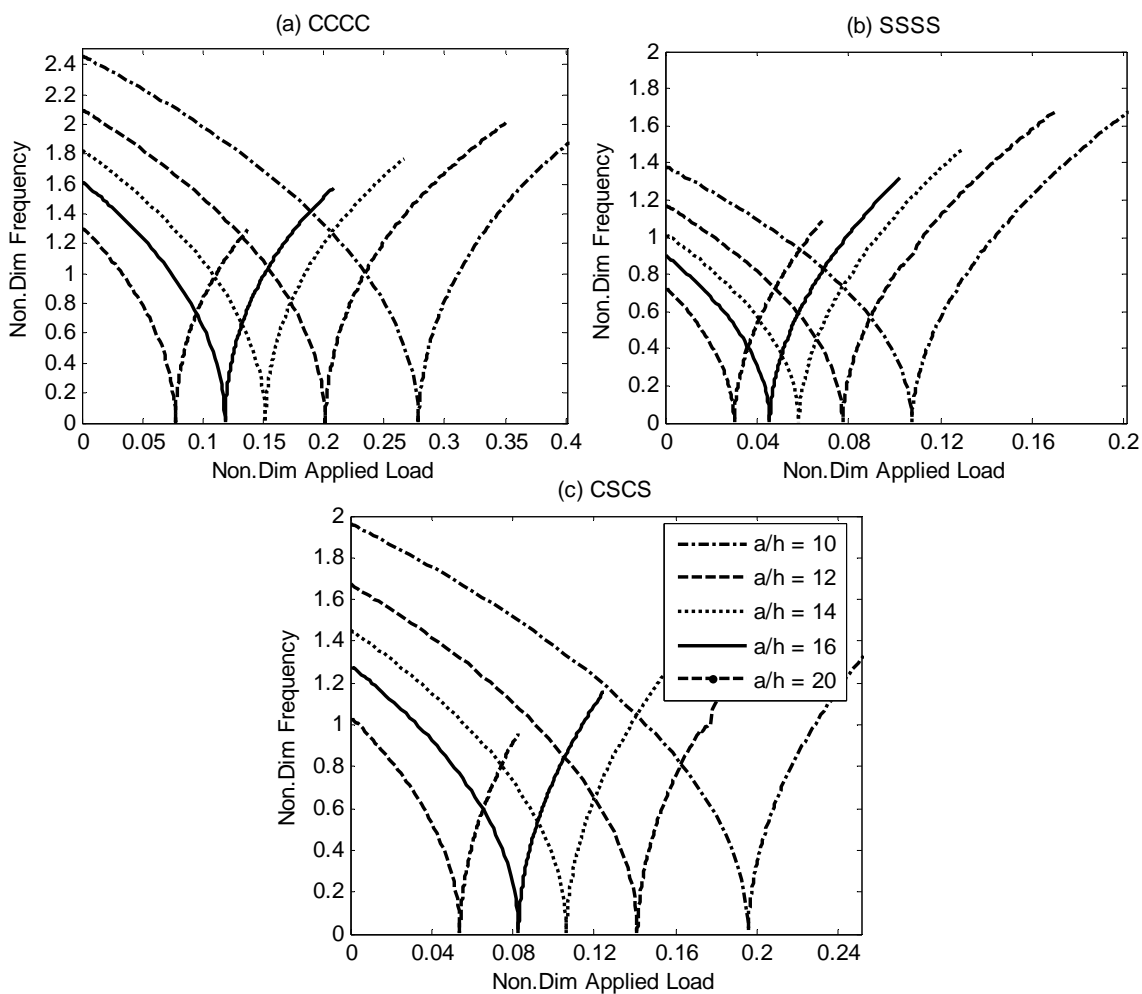 (a) CCCC
Non.Dim Frequency
2.4
2.2
2
1.8
1.6
1.4
1.2
1
0.8
0.6
0.4
0.2
0
0 0.05 0.1 0.15 0.2 0.25 0.3 0.35 0.4
Non.Dim Applied Load
(b) SSSS
Non.Dim Frequency
2
1.8
1.6
1.4
1.2
1
0.8
0.6
0.4
0.2
0
0 0.04 0.08 0.12 0.16 0.2
Non.Dim Applied Load
(c) CSCS
Non.Dim Frequency
2
1.8
1.6
1.4
1.2
1
0.8
0.6
0.4
0.2
0
0 0.04 0.08 0.12 0.16 0.2 0.24
Non.Dim Applied Load
a/h = 10
a/h = 12
a/h = 14
a/h = 16
a/h = 20